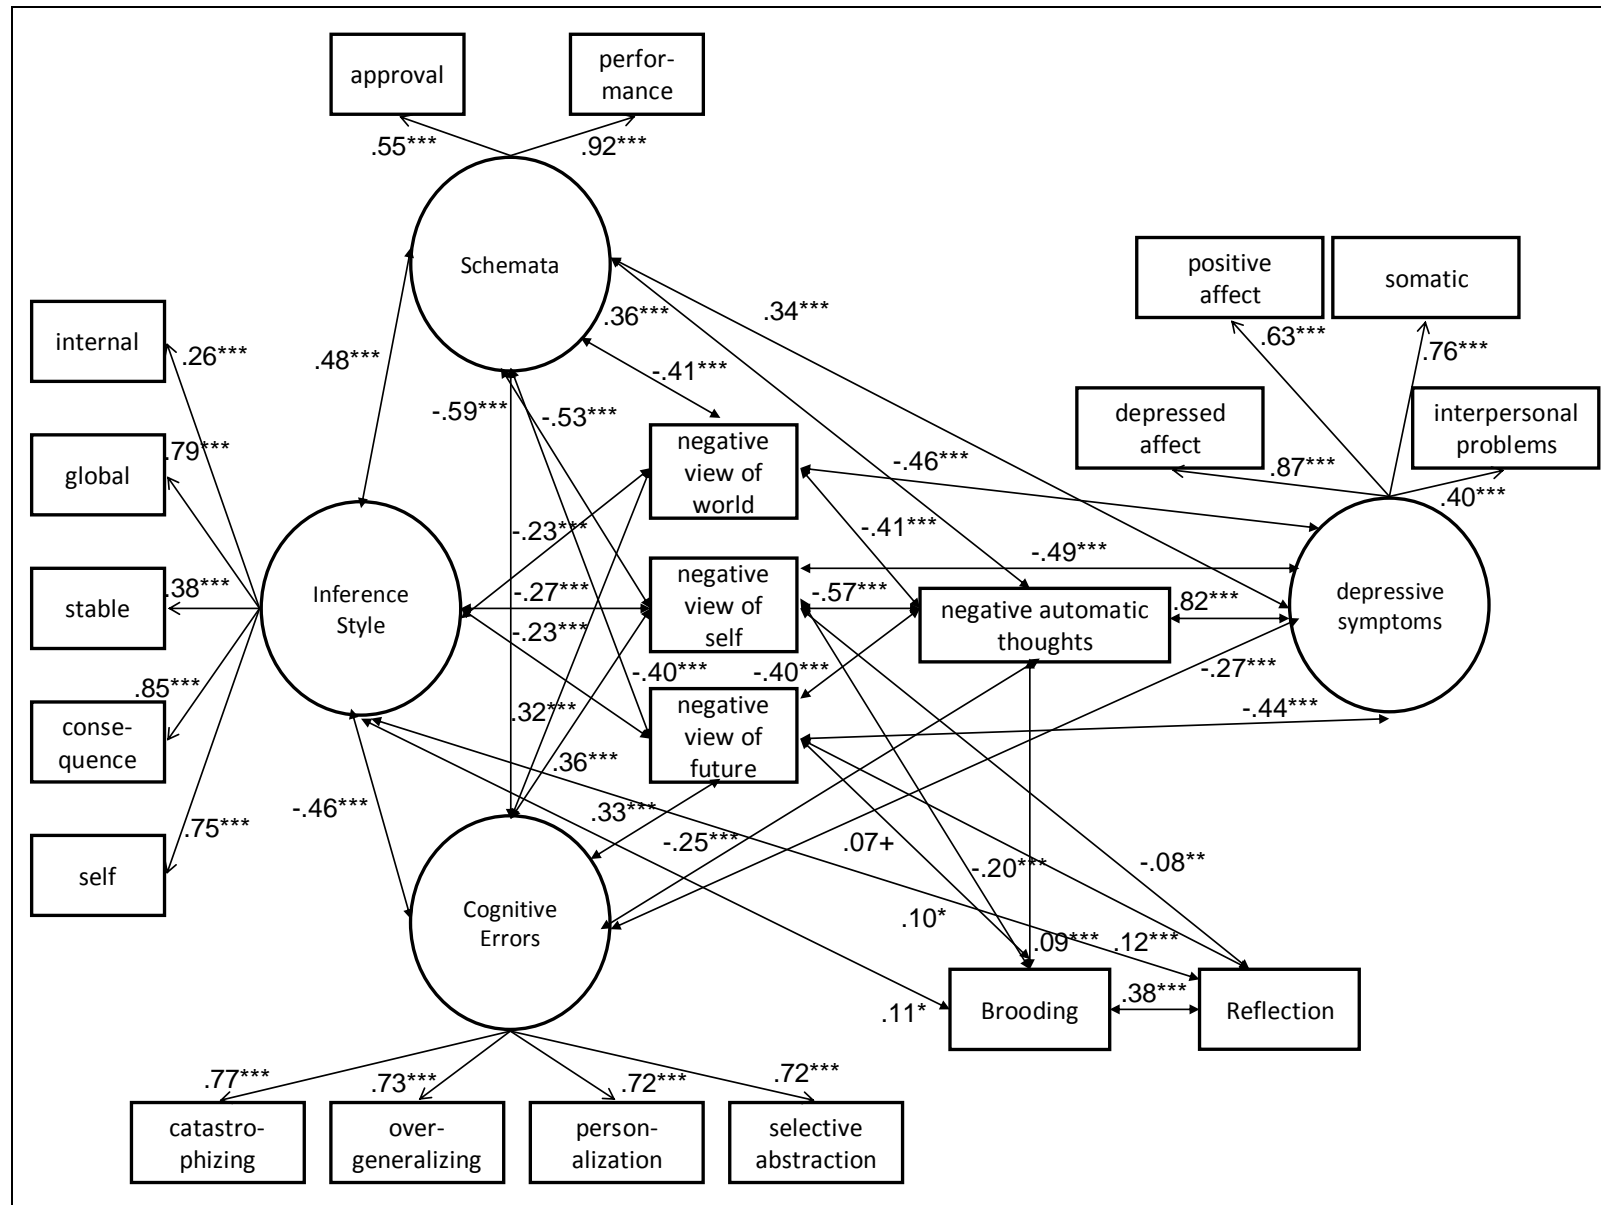 approval
perfor-
mance
.55***
.92***
Schemata
positive
affect
somatic
internal
.26***
.48***
.36***
.34***
.63***
.76***
-.41***
-.59***
-.53***
depressed
affect
interpersonal
problems
global
.79***
negative
view of
world
-.46***
.87***
.40***
-.23***
-.41***
-.49***
stable
.38***
Inference
Style
-.27***
negative
view of
self
-.57***
negative automatic
thoughts
.82***
depressive
symptoms
-.23***
-.40***
-.40***
-.27***
conse-
quence
.85***
.32***
negative
view of
future
-.44***
.36***
-.46***
.33***
self
.75***
-.25***
.07+
-.20***
-.08**
Cognitive
Errors
.10*
.09***
.12***
.11*
Brooding
.38***
Reflection
.77***
.73***
.72***
.72***
catastro-
phizing
over-
generalizing
person-
alization
selective
abstraction